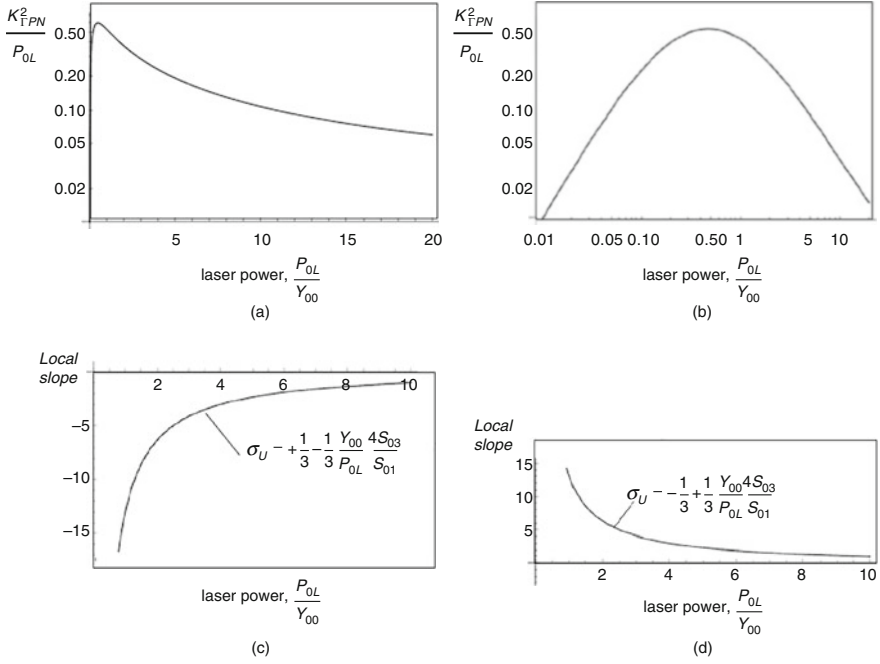 K²ΓPN / P0L
0.50
0.20
0.10
0.05
0.02
5 10 15 20
laser power, P0L / Y00
(a)
K²ΓPN / P0L
0.50
0.20
0.10
0.05
0.02
0.01 0.05 0.10 0.50 1 5 10
laser power, P0L / Y00
(b)
Local
slope
2 4 6 8 10
−5
−10
−15
σU − + 1/3 − 1/3 Y00/P0L 4S03/S01
laser power, P0L / Y00
(c)
Local
slope
15
10
5
σU − − 1/3 + 1/3 Y00/P0L 4S03/S01
2 4 6 8 10
laser power, P0L / Y00
(d)